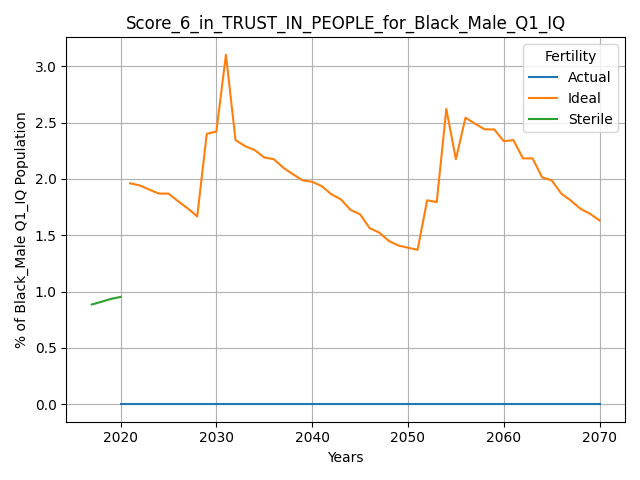 Score_6_in_TRUST_IN_PEOPLE_for_Black_Male_Q1_IQ
% of Black_Male Q1_IQ Population
3.0
2.5
2.0
1.5
1.0
0.5
0.0
Fertility
Actual
Ideal
Sterile
2020 2030 2040 2050 2060 2070
Years